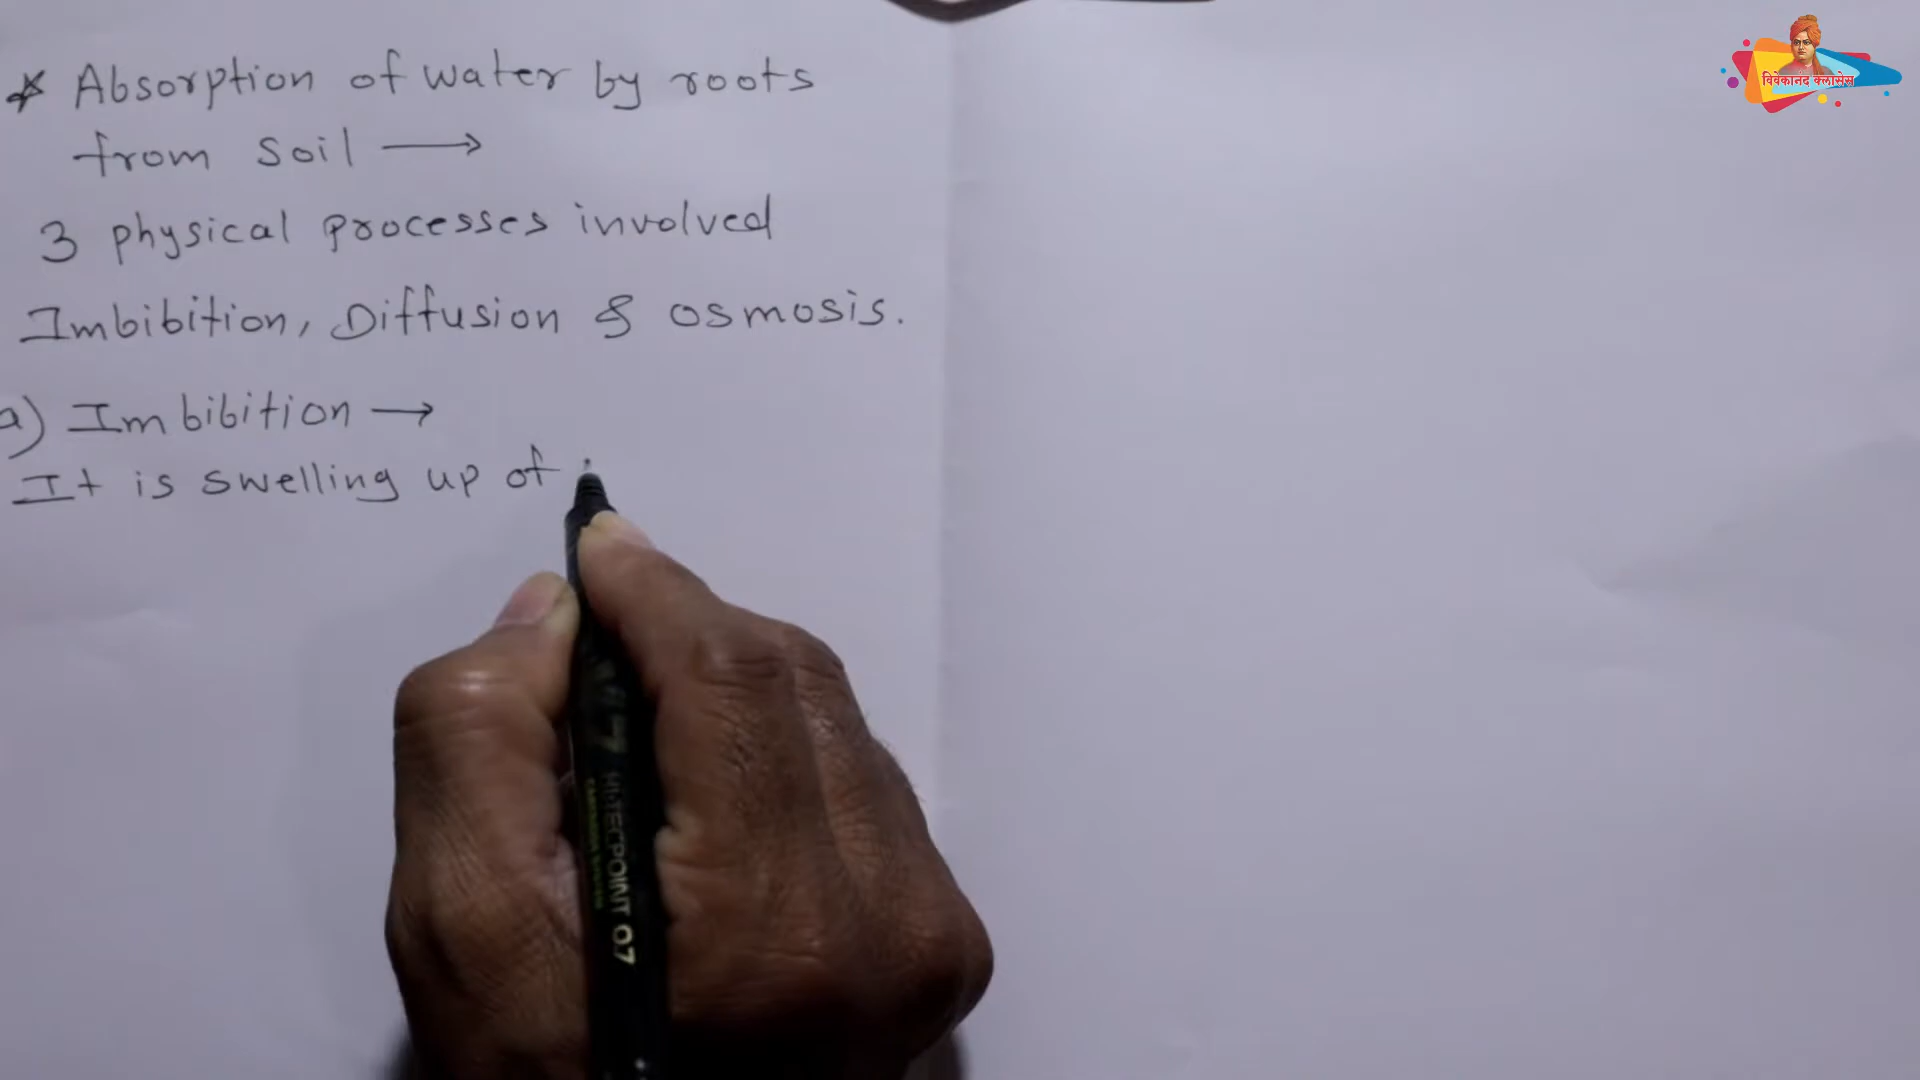 * Absorption of water by roots
from soil →
3 physical processes involved
Imbibition, Diffusion & osmosis.
a) Imbibition →
It is swelling up of
विवेकानंद क्लासेस
HI-TECPOINT 07